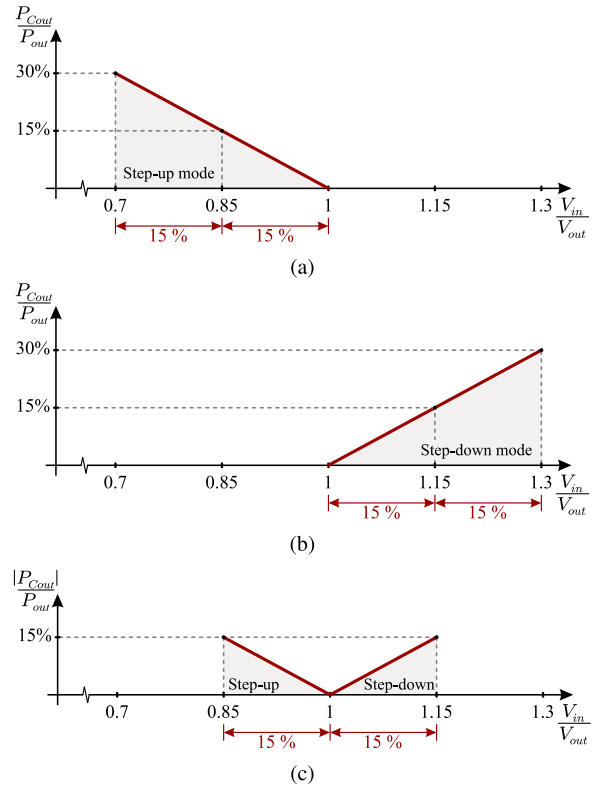 P_Cout
P_out
30%
15%
Step-up mode
0.7 0.85 1 1.15 1.3 V_in
V_out
15 % 15 %
(a)
P_Cout
P_out
30%
15%
Step-down mode
0.7 0.85 1 1.15 1.3 V_in
V_out
15 % 15 %
(b)
|P_Cout|
P_out
15%
Step-up Step-down
0.7 0.85 1 1.15 1.3 V_in
V_out
15 % 15 %
(c)